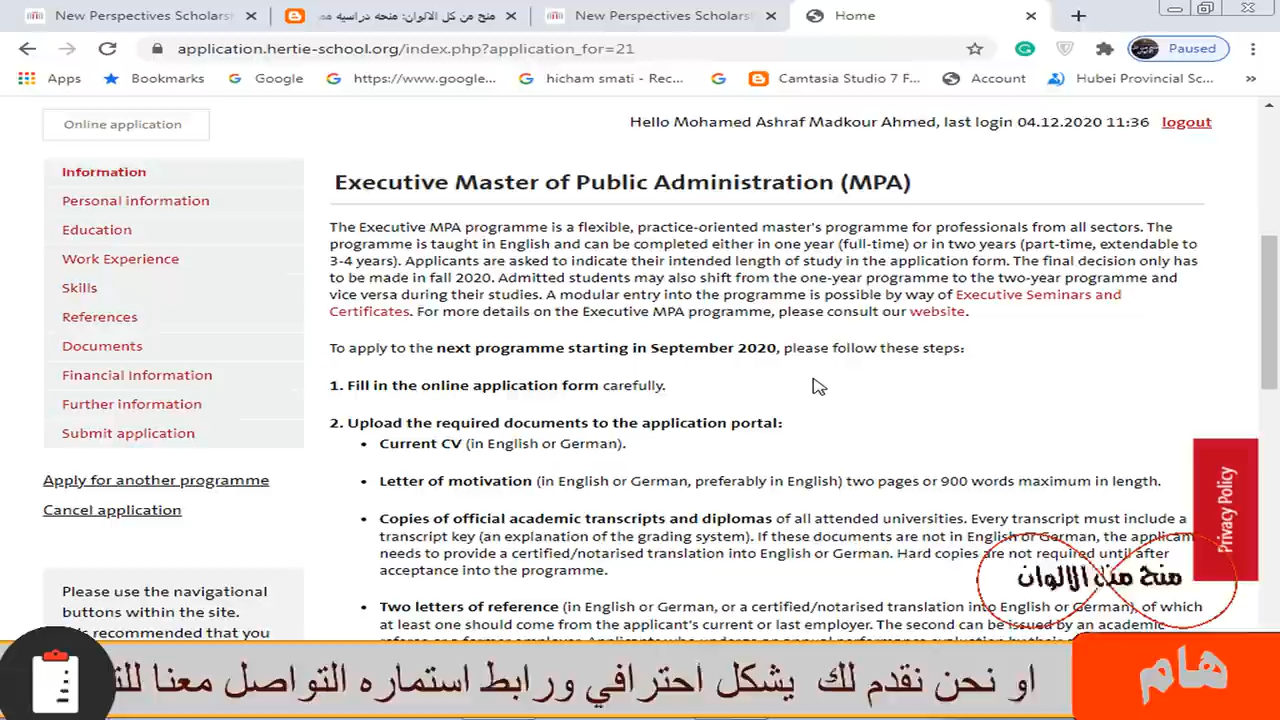 New Perspectives Scholarsh
منح من كل الالوان: منحه دراسيه ممو
New Perspectives Scholarsh
Home
application.hertie-school.org/index.php?application_for=21
Paused
Apps
Bookmarks
Google
https://www.google...
hicham smati - Rec...
Camtasia Studio 7 F...
Account
Hubei Provincial Sc...
»
Online application
Hello Mohamed Ashraf Madkour Ahmed, last login 04.12.2020 11:36 logout
Information
Personal information
Education
Work Experience
Skills
References
Documents
Financial Information
Further information
Submit application
Apply for another programme
Cancel application
Please use the navigational
buttons within the site.
recommended that you
Executive Master of Public Administration (MPA)
The Executive MPA programme is a flexible, practice-oriented master's programme for professionals from all sectors. The
programme is taught in English and can be completed either in one year (full-time) or in two years (part-time, extendable to
3-4 years). Applicants are asked to indicate their intended length of study in the application form. The final decision only has
to be made in fall 2020. Admitted students may also shift from the one-year programme to the two-year programme and
vice versa during their studies. A modular entry into the programme is possible by way of Executive Seminars and
Certificates. For more details on the Executive MPA programme, please consult our website.
To apply to the next programme starting in September 2020, please follow these steps:
1. Fill in the online application form carefully.
2. Upload the required documents to the application portal:
• Current CV (in English or German).
• Letter of motivation (in English or German, preferably in English) two pages or 900 words maximum in length.
• Copies of official academic transcripts and diplomas of all attended universities. Every transcript must include a
transcript key (an explanation of the grading system). If these documents are not in English or German, the applicant
needs to provide a certified/notarised translation into English or German. Hard copies are not required until after
acceptance into the programme.
• Two letters of reference (in English or German, or a certified/notarised translation into English or German), of which
at least one should come from the applicant's current or last employer. The second can be issued by an academic
Privacy Policy
منح من كل الالوان
او نحن نقدم لك يشكل احترافي ورابط استماره التواصل معنا للت
هام